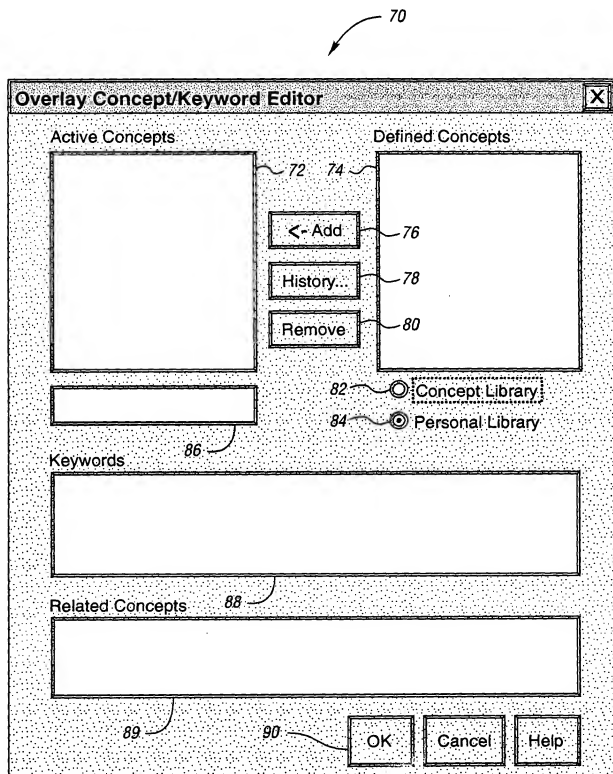 70
Overlay Concept/Keyword Editor X
Active Concepts Defined Concepts
72 74
<- Add 76
History... 78
Remove 80
82 Concept Library
84 Personal Library
86
Keywords
88
Related Concepts
89
90 OK Cancel Help